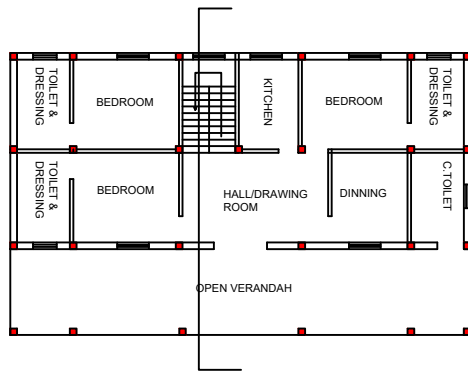 TOILET &
DRESSING
BEDROOM
KITCHEN
BEDROOM
TOILET &
DRESSING
TOILET &
DRESSING
BEDROOM
HALL/DRAWING
ROOM
DINNING
C.TOILET
OPEN VERANDAH